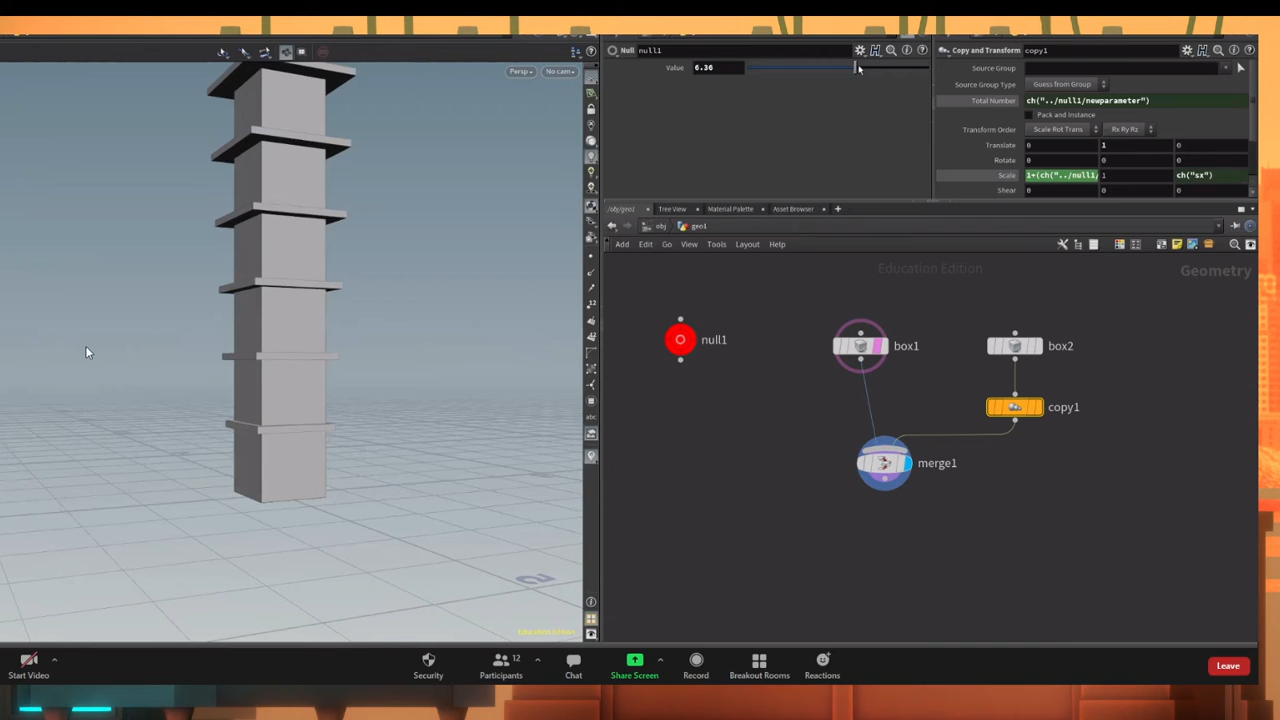 Null null1
Copy and Transform copy1
Value 6.36
Source Group
Source Group Type Guess from Group
Total Number ch("../null1/newparameter")
Pack and Instance
Transform Order Scale Rot Trans Rx Ry Rz
Translate 0 1 0
Rotate 0 0 0
Scale 1+(ch("../null1/ 1 ch("sx")
Shear 0 0 0
Persp No cam
/obj/geo1 Tree View Material Palette Asset Browser
obj geo1
Add Edit Go View Tools Layout Help
Education Edition Geometry
null1
box1
box2
copy1
merge1
12
abc
Start Video Security Participants 12 Chat Share Screen Record Breakout Rooms Reactions Leave